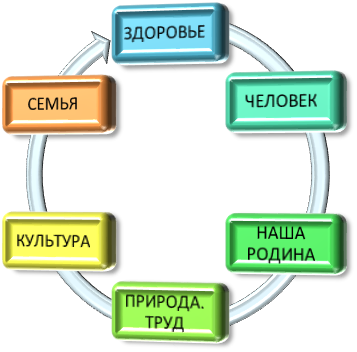 ЗДОРОВЬЕ
ЧЕЛОВЕК
НАША
РОДИНА
ПРИРОДА.
ТРУД
КУЛЬТУРА
СЕМЬЯ